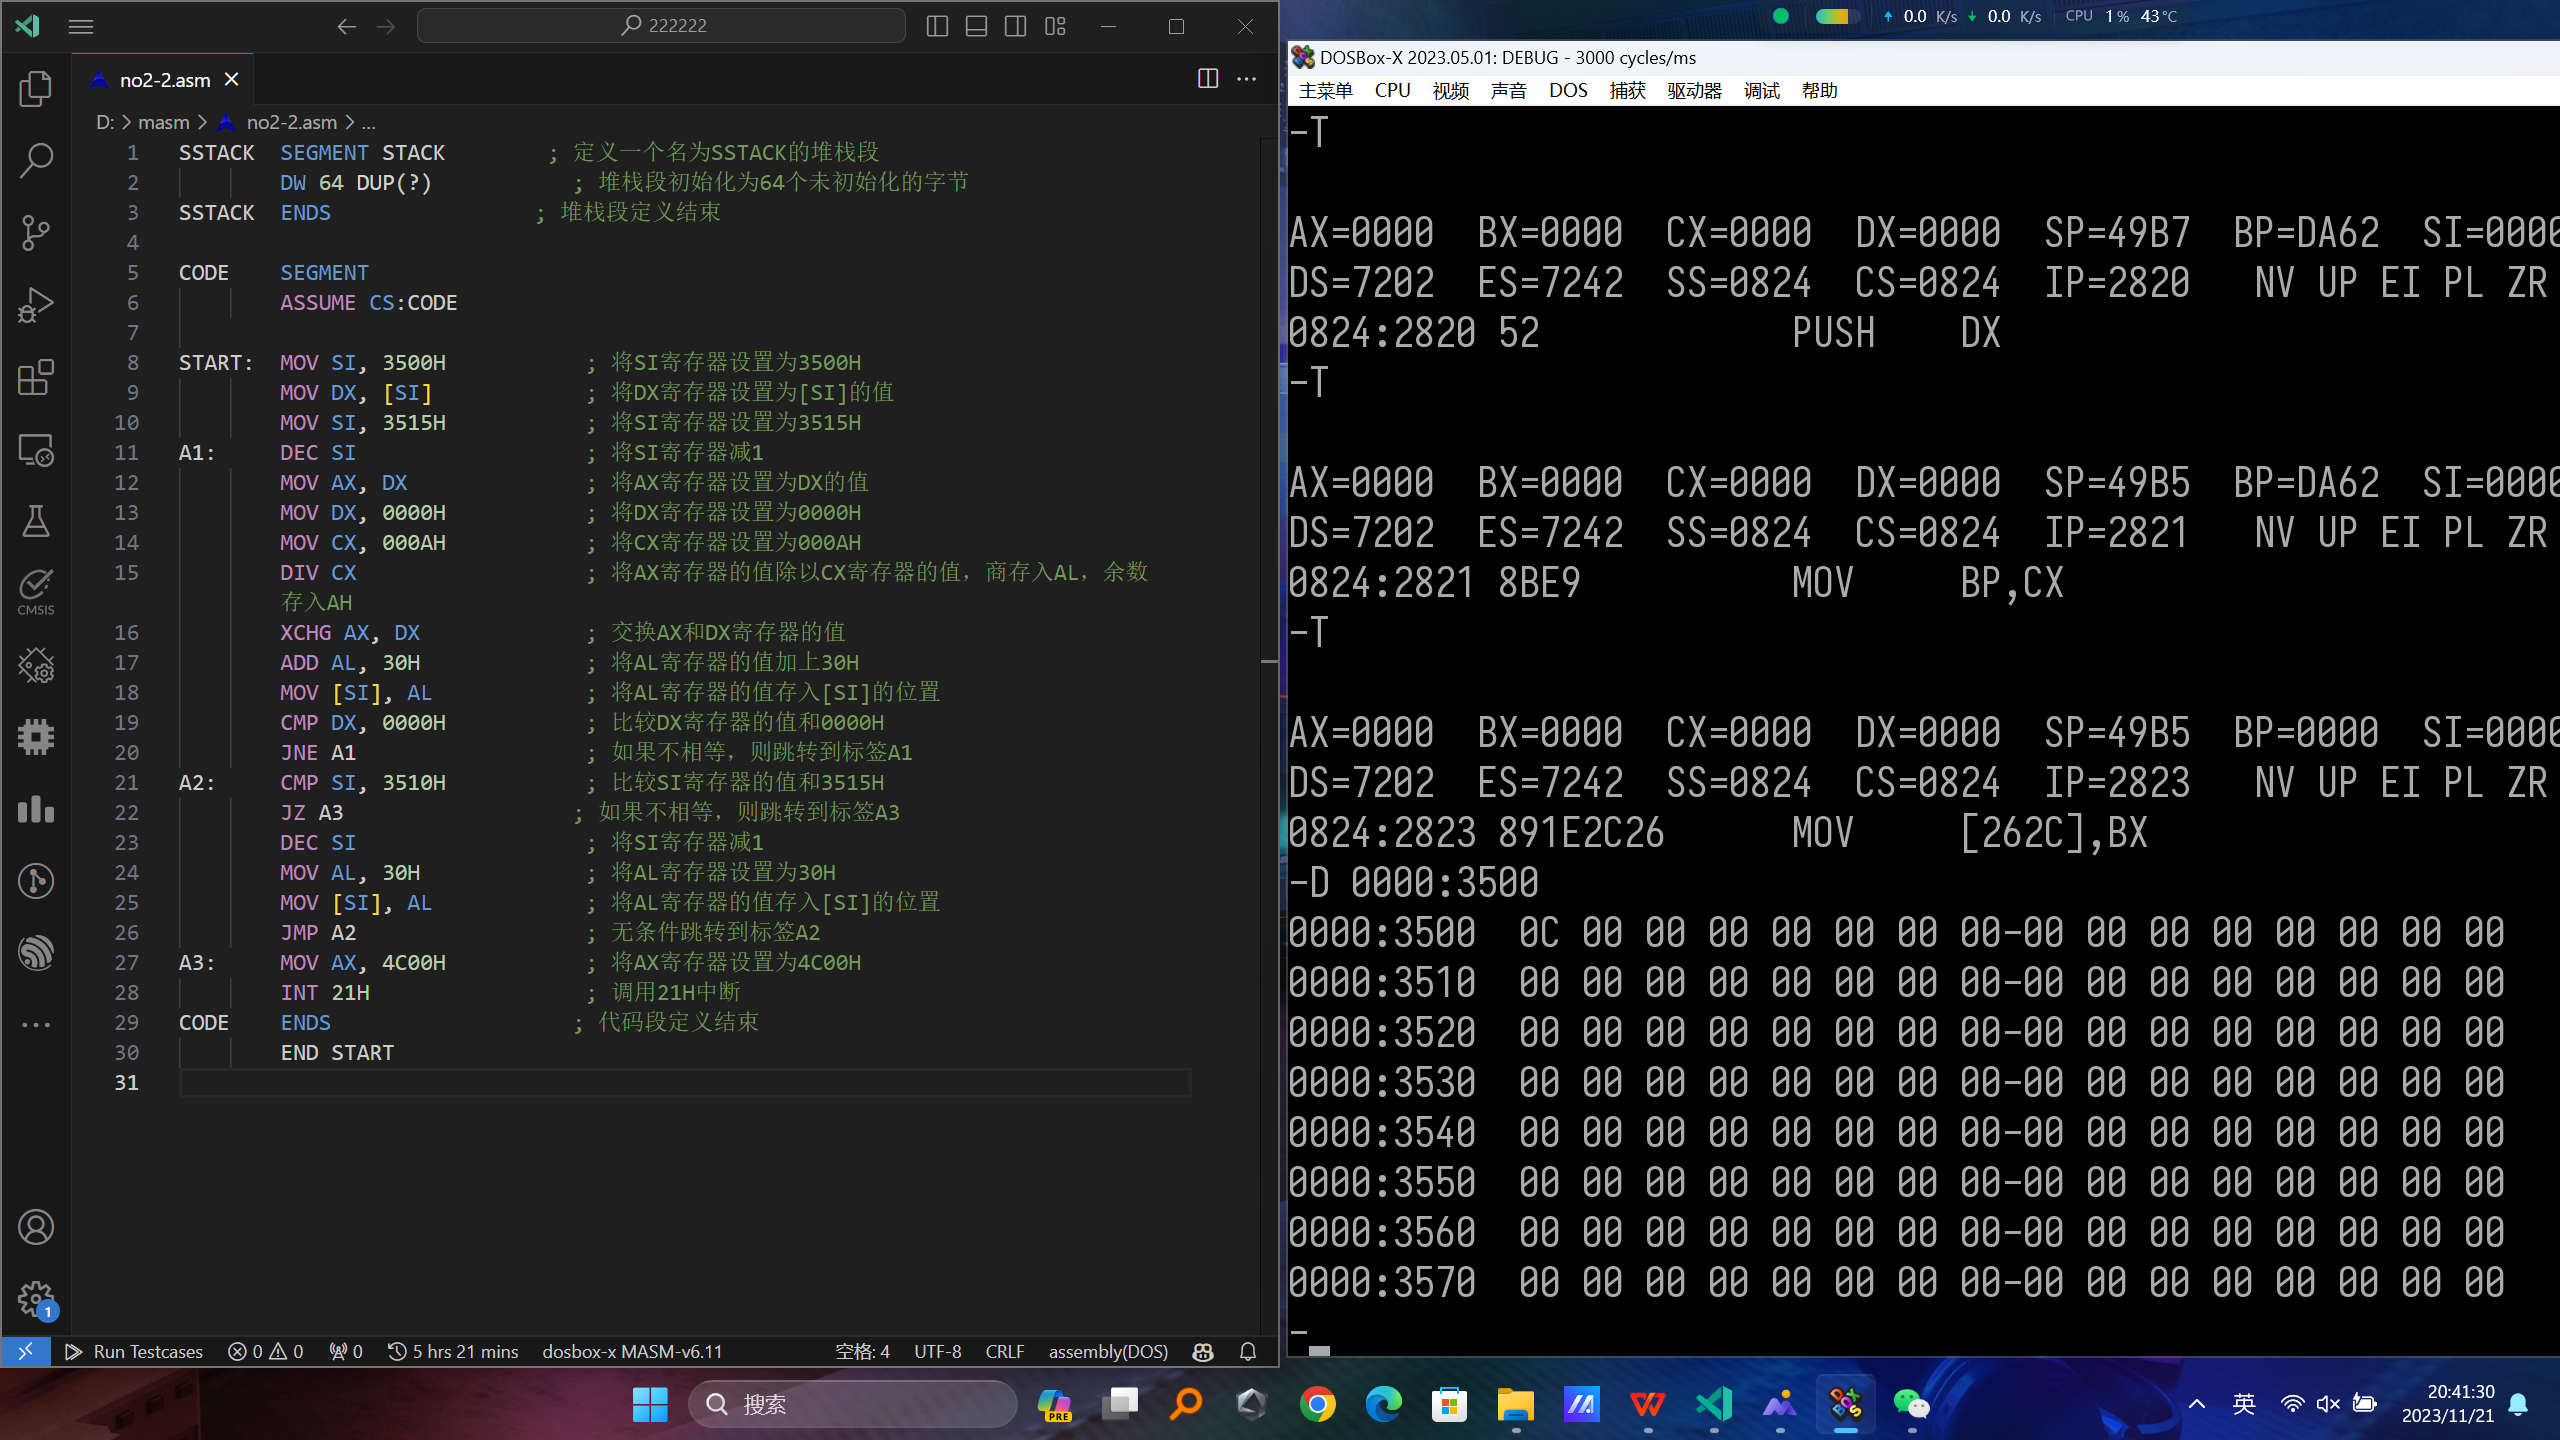 222222
no2-2.asm
D: > masm > no2-2.asm > ...
1 SSTACK SEGMENT STACK ; 定义一个名为SSTACK的堆栈段
2 DW 64 DUP(?) ; 堆栈段初始化为64个未初始化的字节
3 SSTACK ENDS ; 堆栈段定义结束
4
5 CODE SEGMENT
6 ASSUME CS:CODE
7
8 START: MOV SI, 3500H ; 将SI寄存器设置为3500H
9 MOV DX, [SI] ; 将DX寄存器设置为[SI]的值
10 MOV SI, 3515H ; 将SI寄存器设置为3515H
11 A1: DEC SI ; 将SI寄存器减1
12 MOV AX, DX ; 将AX寄存器设置为DX的值
13 MOV DX, 0000H ; 将DX寄存器设置为0000H
14 MOV CX, 000AH ; 将CX寄存器设置为000AH
15 DIV CX ; 将AX寄存器的值除以CX寄存器的值，商存入AL，余数
存入AH
16 XCHG AX, DX ; 交换AX和DX寄存器的值
17 ADD AL, 30H ; 将AL寄存器的值加上30H
18 MOV [SI], AL ; 将AL寄存器的值存入[SI]的位置
19 CMP DX, 0000H ; 比较DX寄存器的值和0000H
20 JNE A1 ; 如果不相等，则跳转到标签A1
21 A2: CMP SI, 3510H ; 比较SI寄存器的值和3515H
22 JZ A3 ; 如果不相等，则跳转到标签A3
23 DEC SI ; 将SI寄存器减1
24 MOV AL, 30H ; 将AL寄存器设置为30H
25 MOV [SI], AL ; 将AL寄存器的值存入[SI]的位置
26 JMP A2 ; 无条件跳转到标签A2
27 A3: MOV AX, 4C00H ; 将AX寄存器设置为4C00H
28 INT 21H ; 调用21H中断
29 CODE ENDS ; 代码段定义结束
30 END START
31
CMSIS
1
Run Testcases 0 0 0 5 hrs 21 mins dosbox-x MASM-v6.11 空格: 4 UTF-8 CRLF assembly(DOS)
0.0 K/s 0.0 K/s CPU 1% 43°C
DOSBox-X 2023.05.01: DEBUG - 3000 cycles/ms
主菜单 CPU 视频 声音 DOS 捕获 驱动器 调试 帮助
-T
AX=0000 BX=0000 CX=0000 DX=0000 SP=49B7 BP=DA62 SI=0000
DS=7202 ES=7242 SS=0824 CS=0824 IP=2820 NV UP EI PL ZR
0824:2820 52 PUSH DX
-T
AX=0000 BX=0000 CX=0000 DX=0000 SP=49B5 BP=DA62 SI=0000
DS=7202 ES=7242 SS=0824 CS=0824 IP=2821 NV UP EI PL ZR
0824:2821 8BE9 MOV BP,CX
-T
AX=0000 BX=0000 CX=0000 DX=0000 SP=49B5 BP=0000 SI=0000
DS=7202 ES=7242 SS=0824 CS=0824 IP=2823 NV UP EI PL ZR
0824:2823 891E2C26 MOV [262C],BX
-D 0000:3500
0000:3500 0C 00 00 00 00 00 00 00-00 00 00 00 00 00 00 00
0000:3510 00 00 00 00 00 00 00 00-00 00 00 00 00 00 00 00
0000:3520 00 00 00 00 00 00 00 00-00 00 00 00 00 00 00 00
0000:3530 00 00 00 00 00 00 00 00-00 00 00 00 00 00 00 00
0000:3540 00 00 00 00 00 00 00 00-00 00 00 00 00 00 00 00
0000:3550 00 00 00 00 00 00 00 00-00 00 00 00 00 00 00 00
0000:3560 00 00 00 00 00 00 00 00-00 00 00 00 00 00 00 00
0000:3570 00 00 00 00 00 00 00 00-00 00 00 00 00 00 00 00
-
搜索
PRE
英
20:41:30
2023/11/21